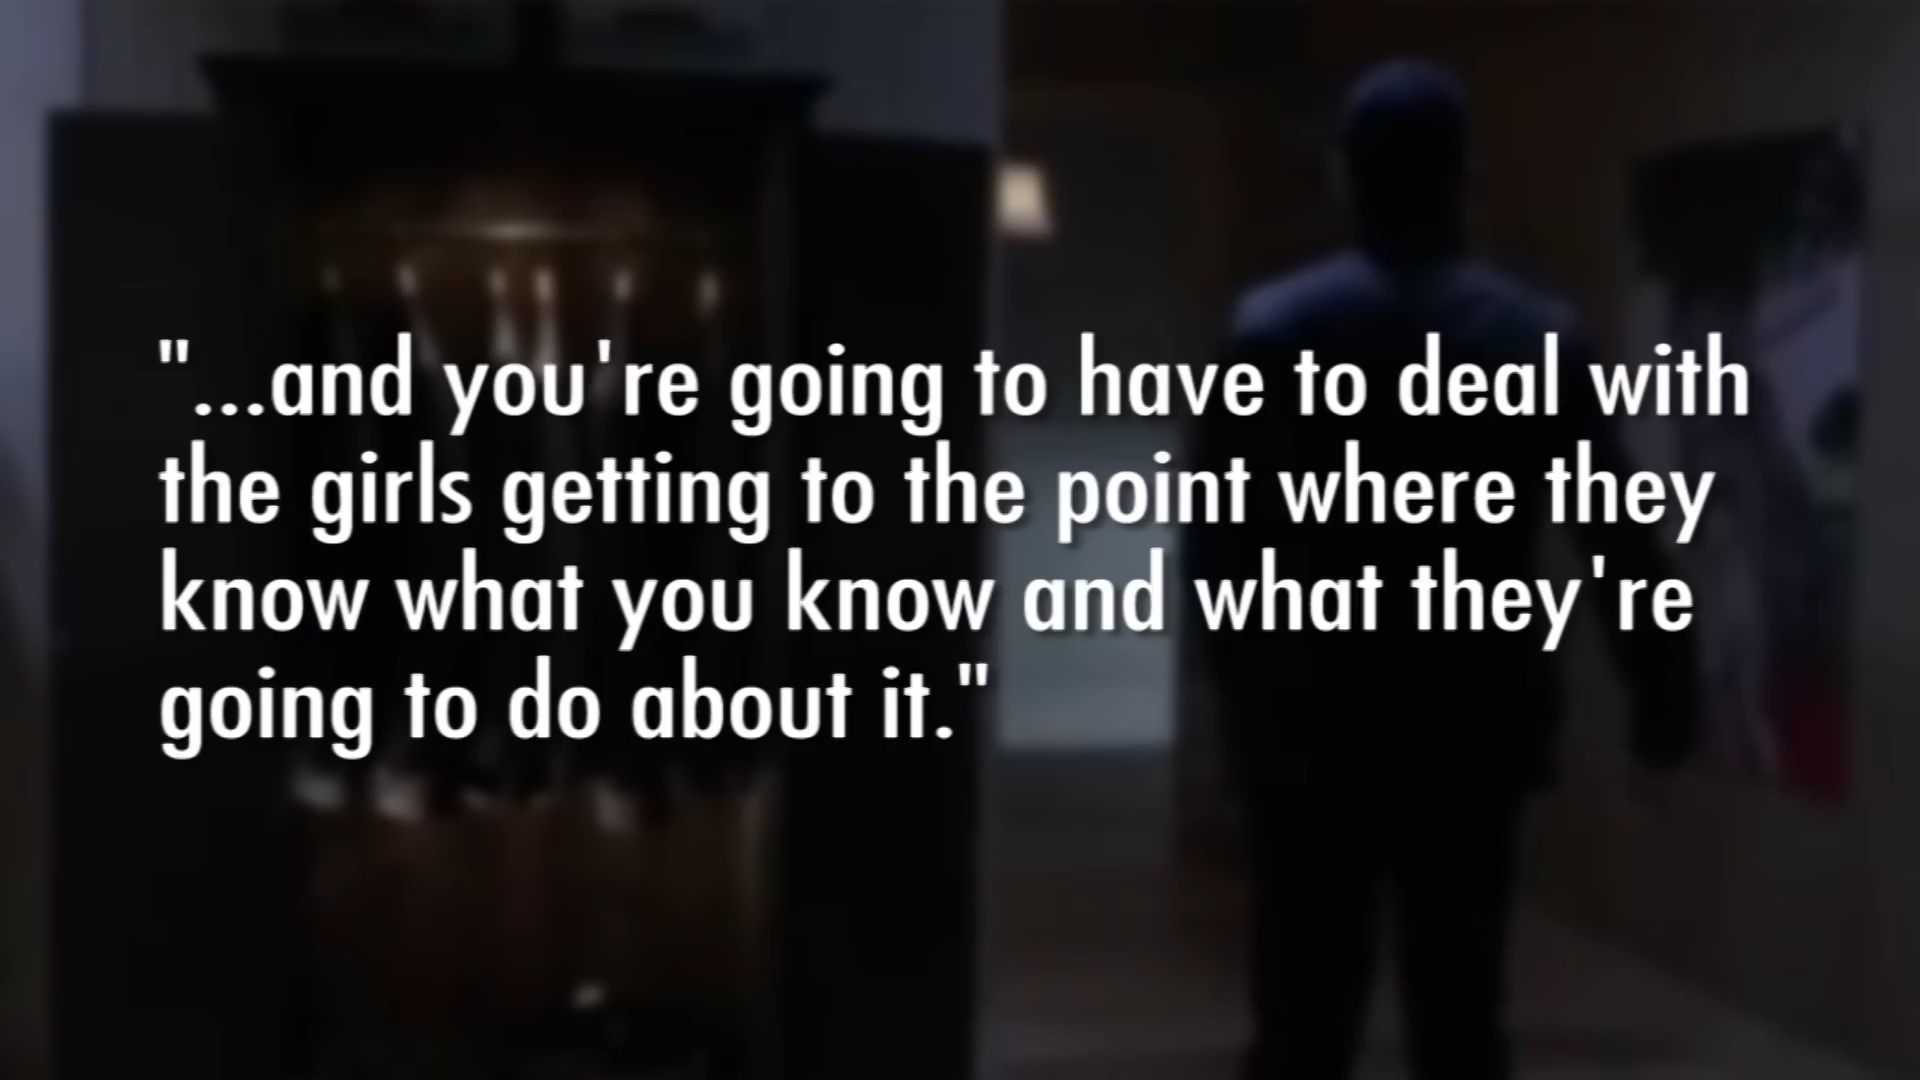 "...and you're going to have to deal with
the girls getting to the point where they
know what you know and what they're
going to do about it."